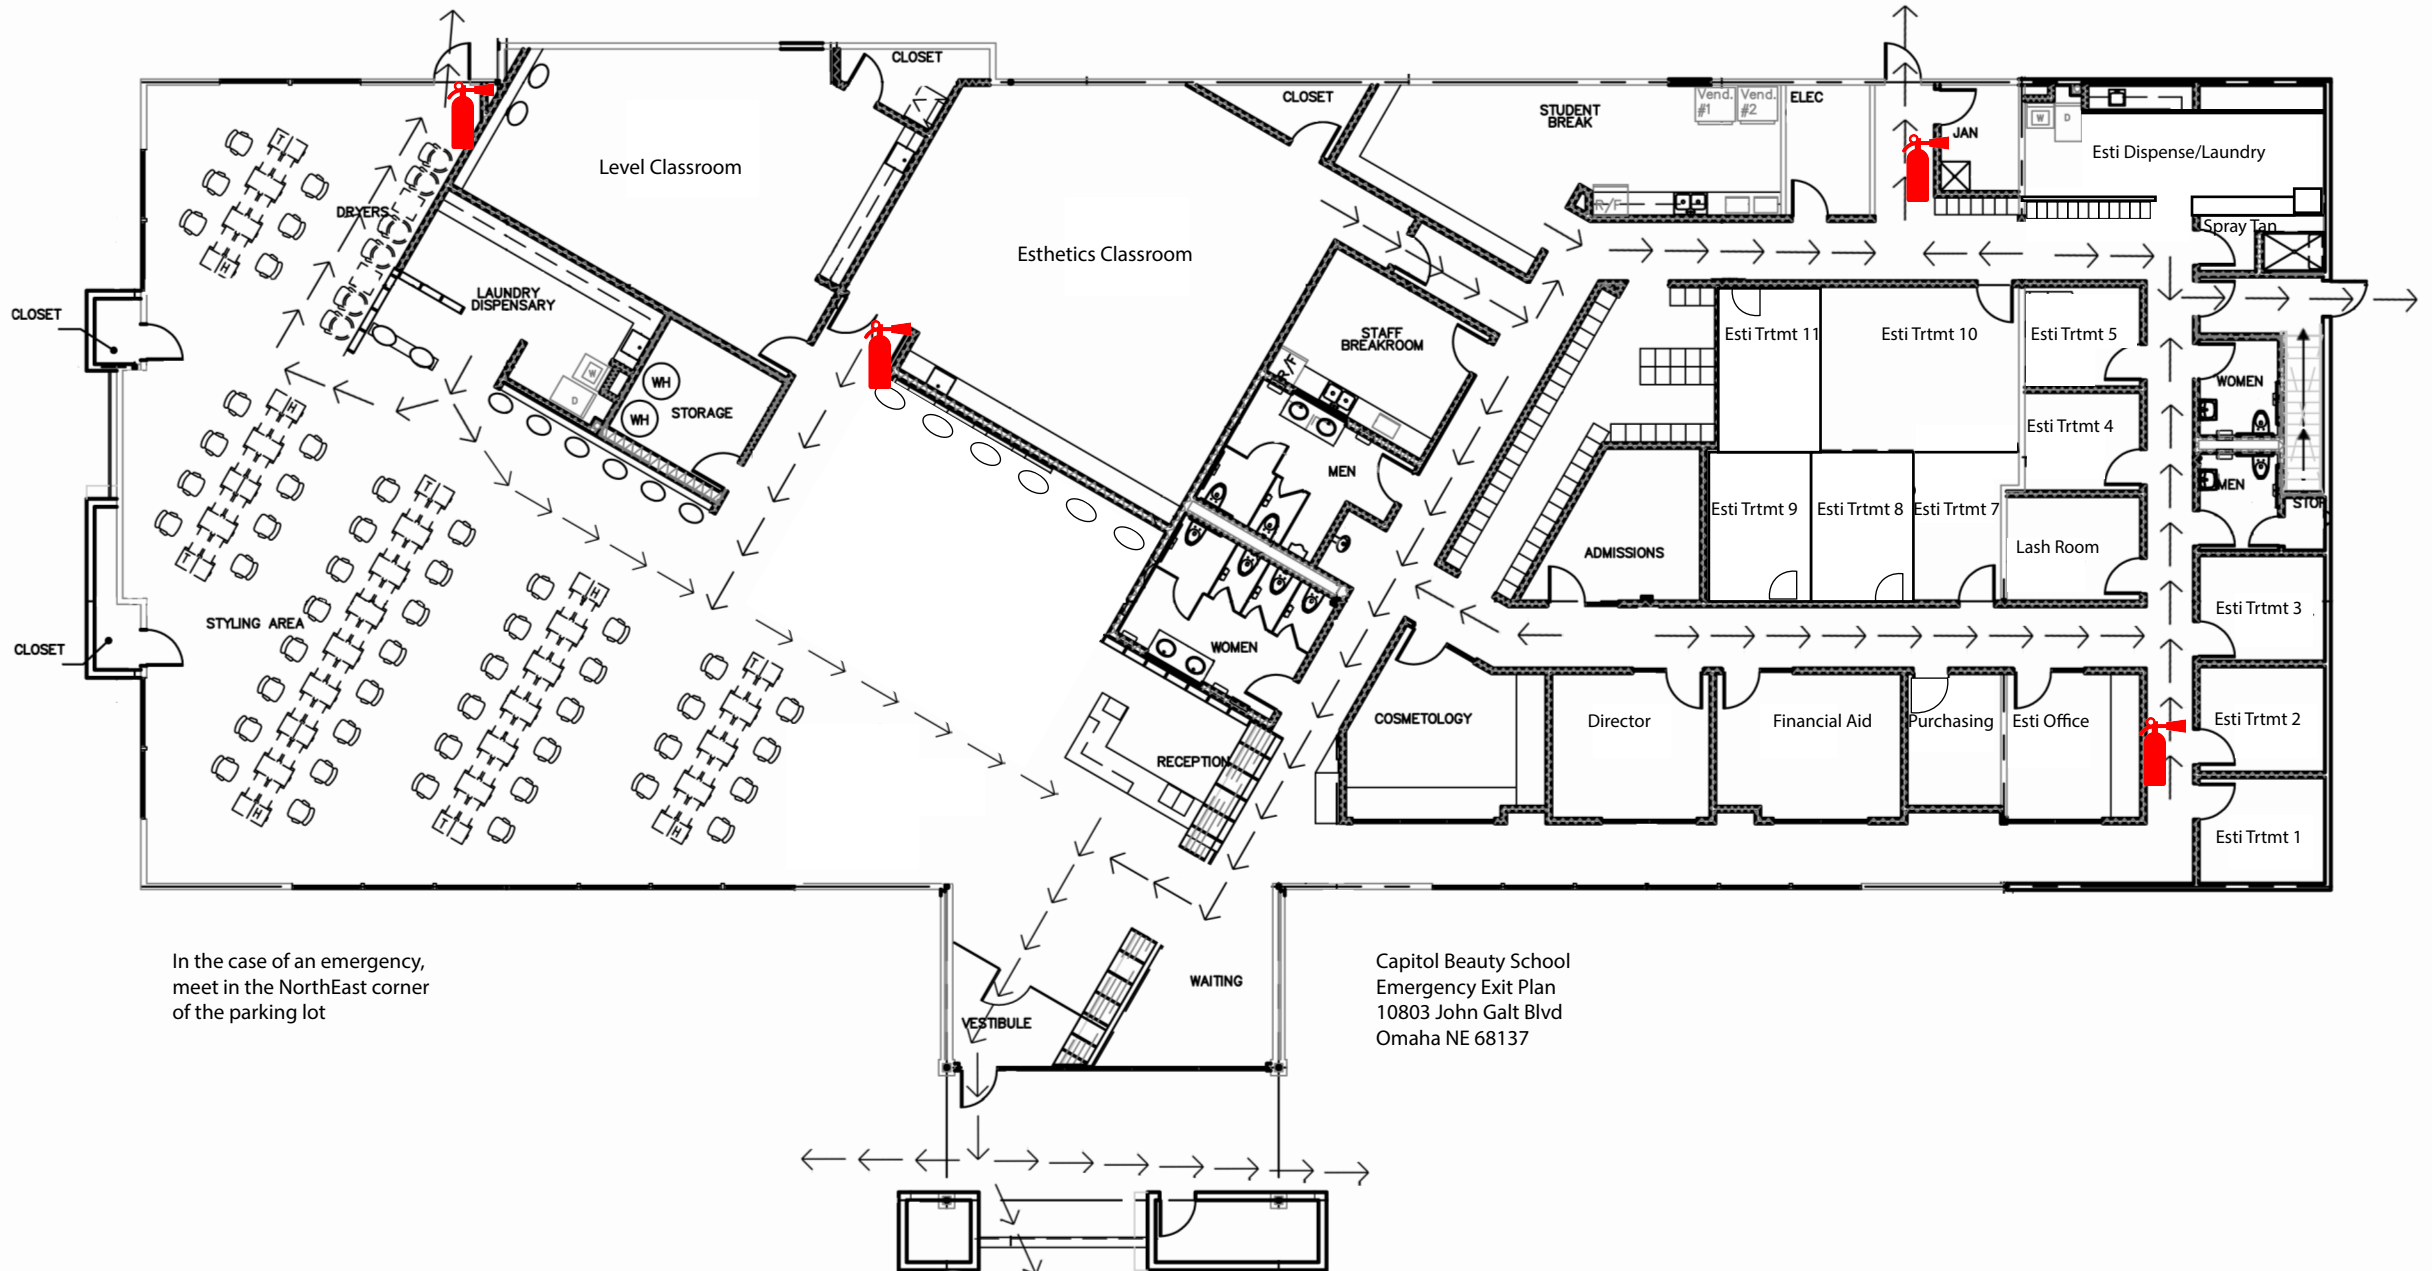 CLOSET
Level Classroom
CLOSET
STUDENT
BREAK
Vend.
#1
Vend.
#2
ELEC
JAN
W
D
Esti Dispense/Laundry
Spray Tan
T
H
DRYERS
LAUNDRY
DISPENSARY
Esthetics Classroom
R/F
CLOSET
W
D
WH
WH
STORAGE
STAFF
BREAKROOM
R/F
MEN
Esti Trtmt 11
Esti Trtmt 10
Esti Trtmt 5
Esti Trtmt 4
WOMEN
MEN
STOR
Esti Trtmt 9
Esti Trtmt 8
Esti Trtmt 7
Lash Room
ADMISSIONS
Esti Trtmt 3
H
T
T
H
H
T
T
H
STYLING AREA
CLOSET
WOMEN
RECEPTION
COSMETOLOGY
Director
Financial Aid
Purchasing
Esti Office
Esti Trtmt 2
Esti Trtmt 1
In the case of an emergency,
meet in the NorthEast corner
of the parking lot
WAITING
VESTIBULE
Capitol Beauty School
Emergency Exit Plan
10803 John Galt Blvd
Omaha NE 68137